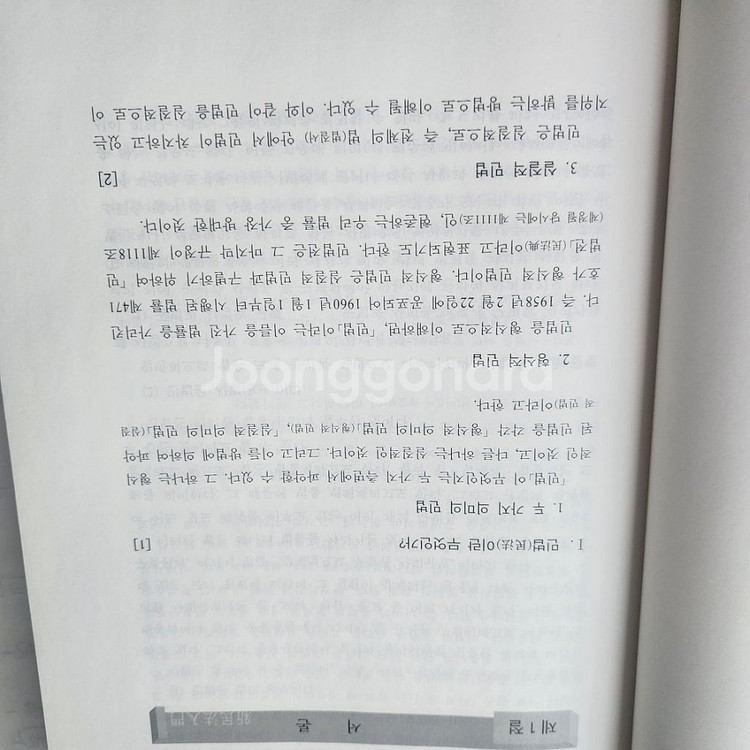 제1절 서 론
新民法入門
Ⅰ. 민법(民法)이란 무엇인가? [1]
1. 두 가지 의미의 민법
「민법」이 무엇인지는 두 가지 측면에서 파악할 수 있다. 그 하나는 형식
적인 것이고, 다른 하나는 실질적인 것이다. 그리고 이들 방법에 의하여 파악
된 민법을 각각 「형식적 의미의 민법」(형식적 민법), 「실질적 의미의 민법」(실질
적 민법)이라고 한다.
2. 형식적 민법
민법을 형식적으로 이해하면, 「민법」이라는 이름을 가진 법률을 가리킨
다. 즉 1958년 2월 22일에 공포되어 1960년 1월 1일부터 시행된 법률 제471
호가 형식적 민법이다. 형식적 민법은 실질적 민법과 구별하기 위하여 「민
법전」(民法典)이라고 표현되기도 한다. 민법전은 그 마지막 규정이 제1118조
(제정될 당시에는 제1111조)인, 현존하는 우리 법률 중 가장 방대한 것이다.
3. 실질적 민법 [2]
민법은 실질적으로, 즉 전체의 법(법질서) 안에서 민법이 차지하고 있는
지위를 밝히는 방법으로 이해될 수 있다. 이와 같이 민법을 실질적으로 이
Joonggonara